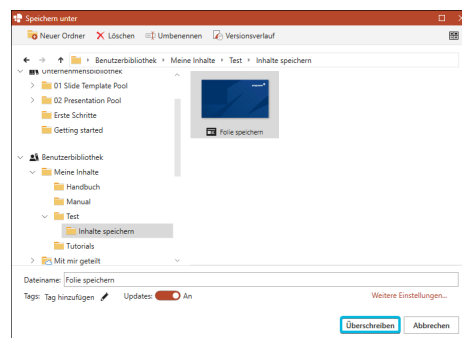 Speichern unter
Neuer Ordner Löschen Umbenennen Versionsverlauf
Benutzerbibliothek Meine Inhalte Test Inhalte speichern
Unternehmensbibliothek
01 Slide Template Pool
02 Presentation Pool
Erste Schritte
Getting started
Benutzerbibliothek
Meine Inhalte
Handbuch
Manual
Test
Inhalte speichern
Tutorials
Mit mir geteilt
Folie speichern
Dateiname: Folie speichern
Tags: Tag hinzufügen Updates: An Weitere Einstellungen...
Überschreiben Abbrechen